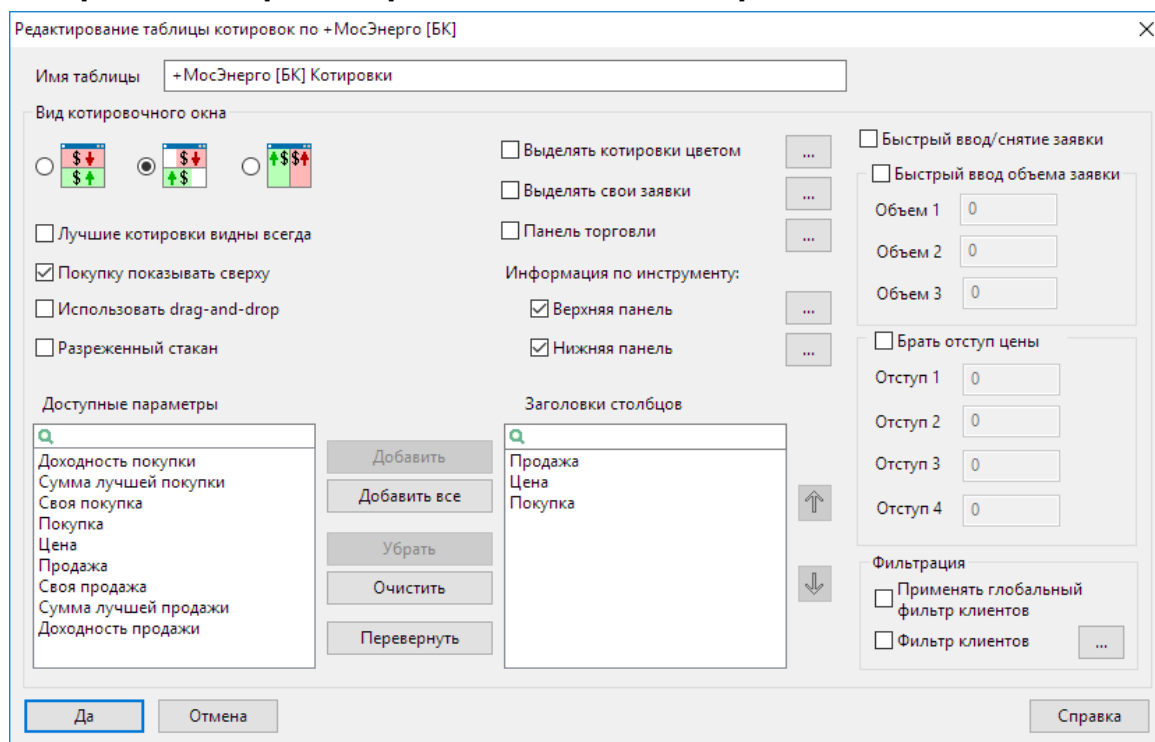 Редактирование таблицы котировок по +МосЭнерго [БК]
Имя таблицы
+МосЭнерго [БК] Котировки
Вид котировочного окна
Лучшие котировки видны всегда
Покупку показывать сверху
Использовать drag-and-drop
Разреженный стакан
Выделять котировки цветом
...
Выделять свои заявки
...
Панель торговли
...
Информация по инструменту:
Верхняя панель
...
Нижняя панель
...
Быстрый ввод/снятие заявки
Быстрый ввод объема заявки
Объем 1 0
Объем 2 0
Объем 3 0
Брать отступ цены
Отступ 1 0
Отступ 2 0
Отступ 3 0
Отступ 4 0
Фильтрация
Применять глобальный
фильтр клиентов
Фильтр клиентов
...
Доступные параметры
Доходность покупки
Сумма лучшей покупки
Своя покупка
Покупка
Цена
Продажа
Своя продажа
Сумма лучшей продажи
Доходность продажи
Добавить
Добавить все
Убрать
Очистить
Перевернуть
Заголовки столбцов
Продажа
Цена
Покупка
Да
Отмена
Справка